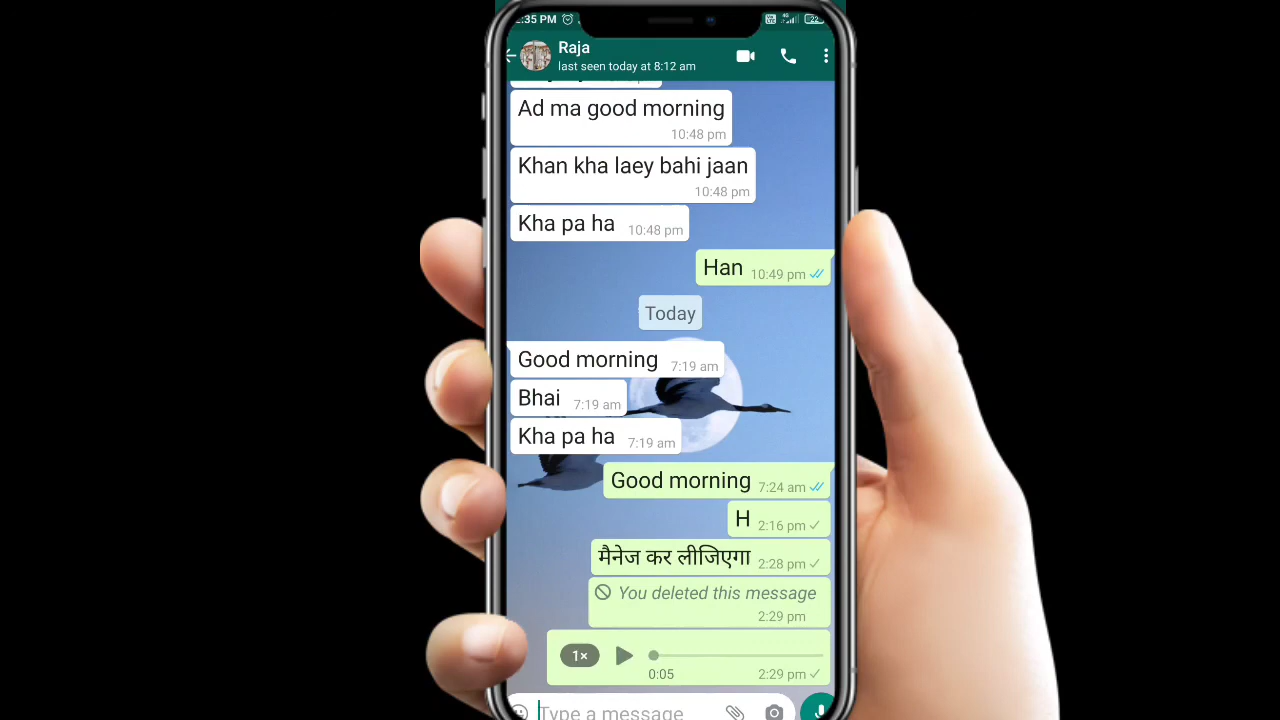 :35 PM
22
Raja
last seen today at 8:12 am
Ad ma good morning
10:48 pm
Khan kha laey bahi jaan
10:48 pm
Kha pa ha 10:48 pm
Han 10:49 pm
Today
Good morning 7:19 am
Bhai 7:19 am
Kha pa ha 7:19 am
Good morning 7:24 am
H 2:16 pm
मैनेज कर लीजिएगा 2:28 pm
You deleted this message
2:29 pm
1×
0:05 2:29 pm
Type a message